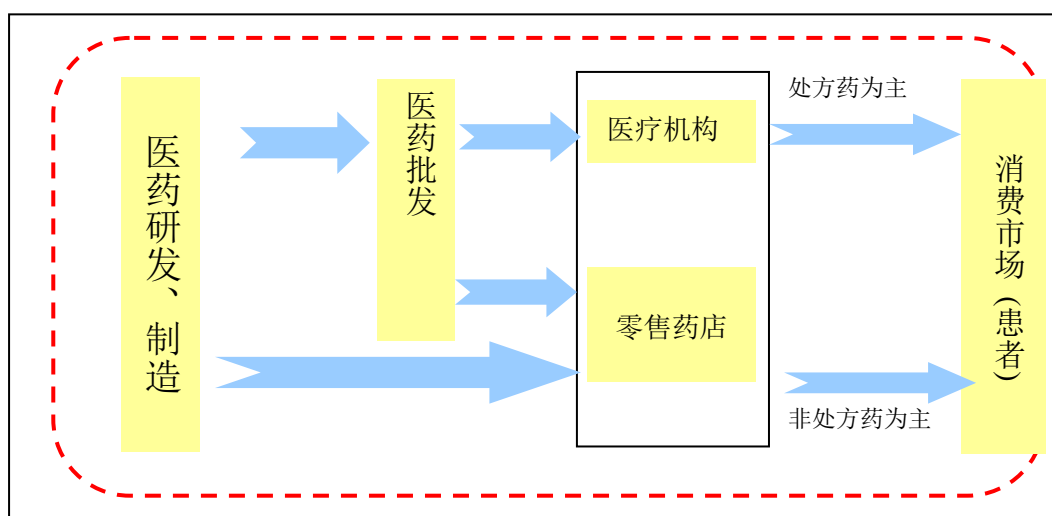 医药研发、制造
医药批发
医疗机构
零售药店
处方药为主
非处方药为主
消费市场(患者)